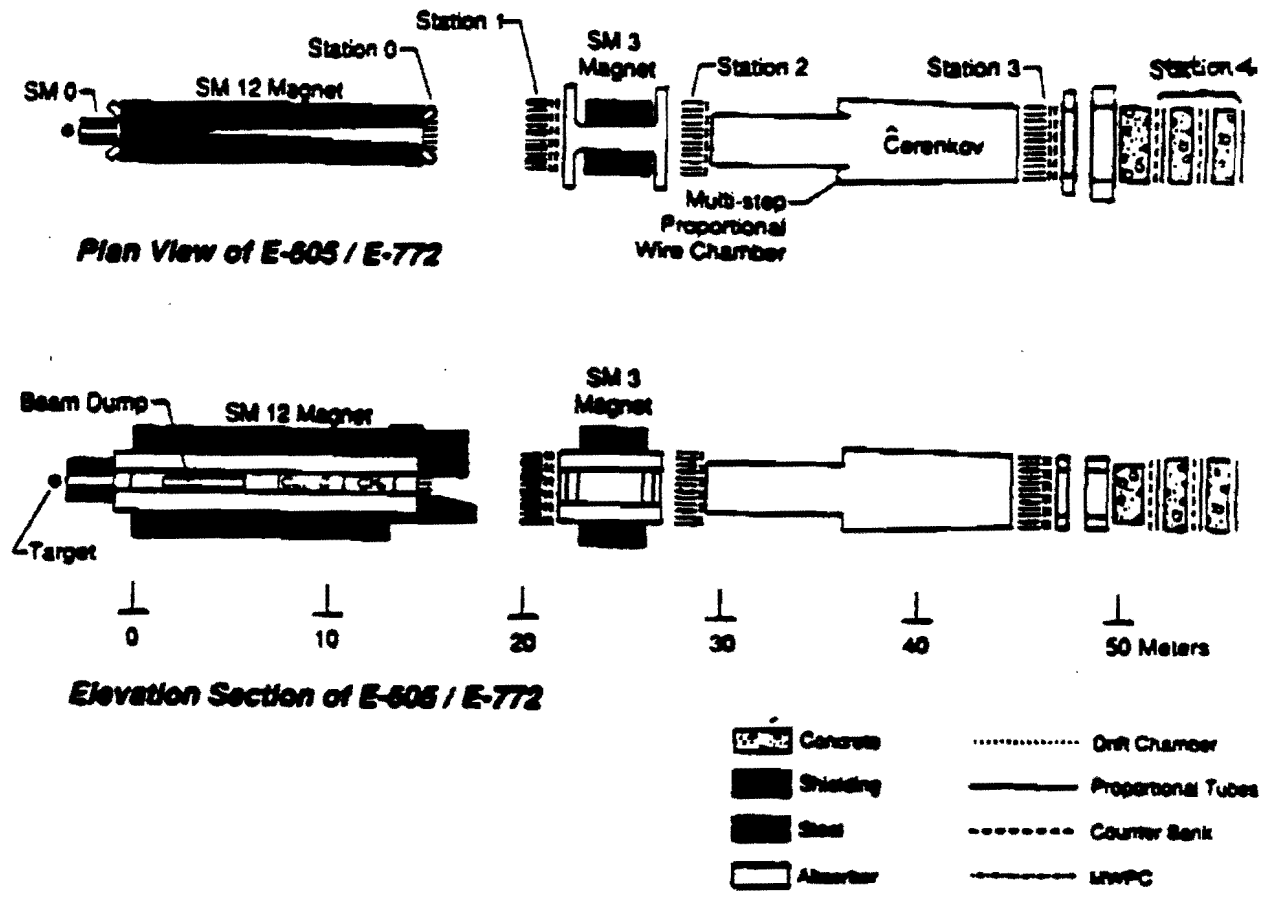 Station 1
SM 3
Magnet
Station 0
Station 2
Station 3
Station 4
SM 0
SM 12 Magnet
Čerenkov
Multi-step
Proportional
Wire Chamber
Plan View of E-605 / E-772
SM 3
Magnet
Beam Dump
SM 12 Magnet
Target
0
10
20
30
40
50 Meters
Elevation Section of E-605 / E-772
Concrete
Drift Chamber
Shielding
Proportional Tubes
Steel
Counter Bank
Absorber
MWPC